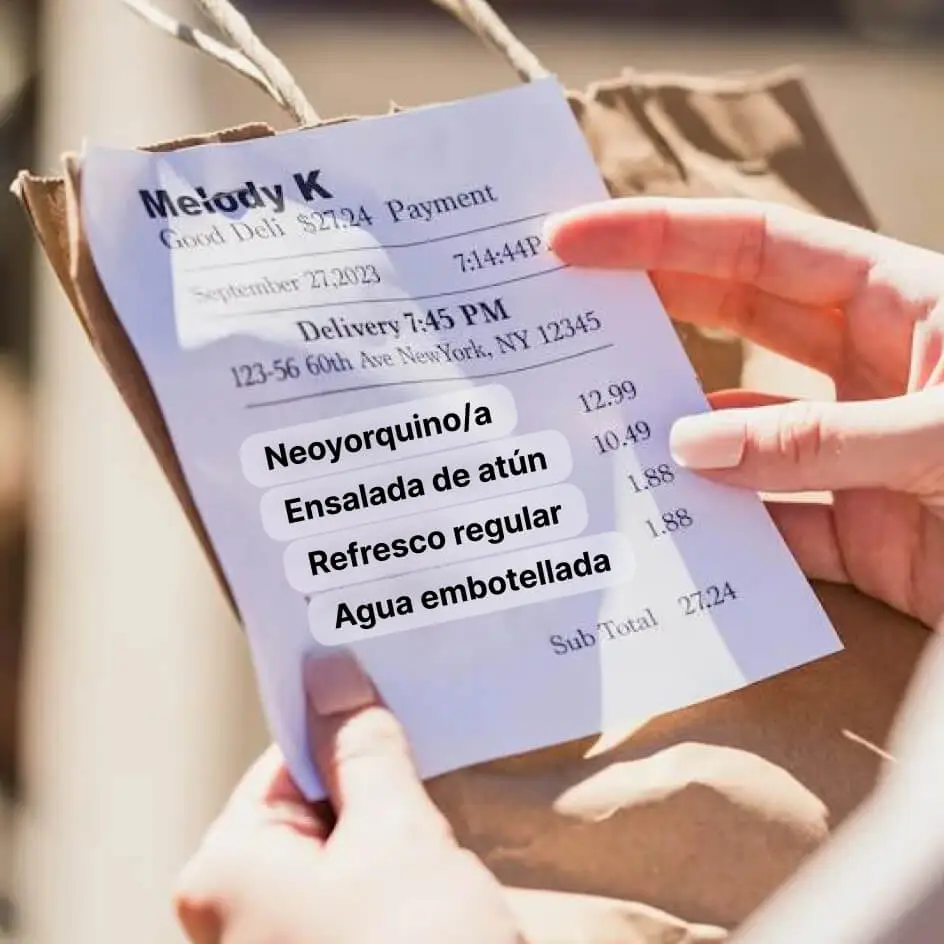 Melody K
Good Deli $27.24 Payment
September 27,2023 7:14:44P
Delivery 7:45 PM
123-56 60th Ave NewYork, NY 12345
Neoyorquino/a 12.99
Ensalada de atún 10.49
Refresco regular 1.88
Agua embotellada 1.88
Sub Total 27.24